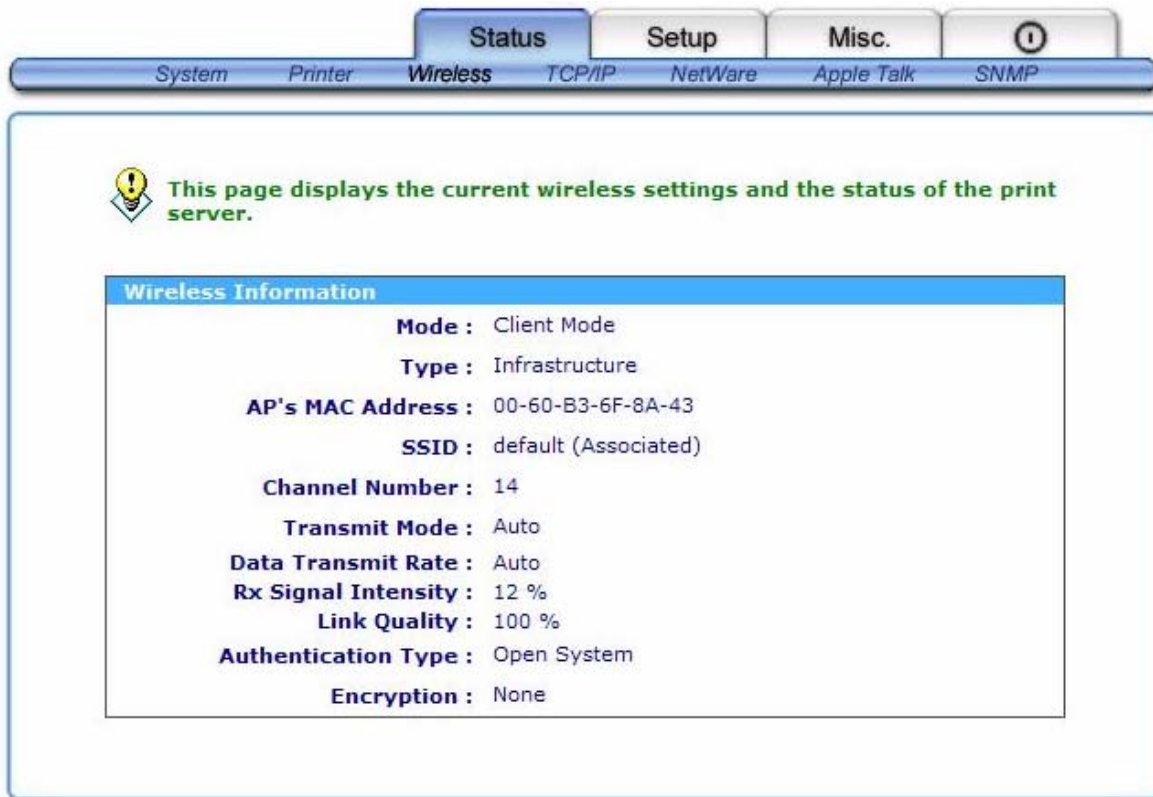 Status Setup Misc.
System Printer Wireless TCP/IP NetWare Apple Talk SNMP
This page displays the current wireless settings and the status of the print
server.
Wireless Information
Mode : Client Mode
Type : Infrastructure
AP's MAC Address : 00-60-B3-6F-8A-43
SSID : default (Associated)
Channel Number : 14
Transmit Mode : Auto
Data Transmit Rate : Auto
Rx Signal Intensity : 12 %
Link Quality : 100 %
Authentication Type : Open System
Encryption : None